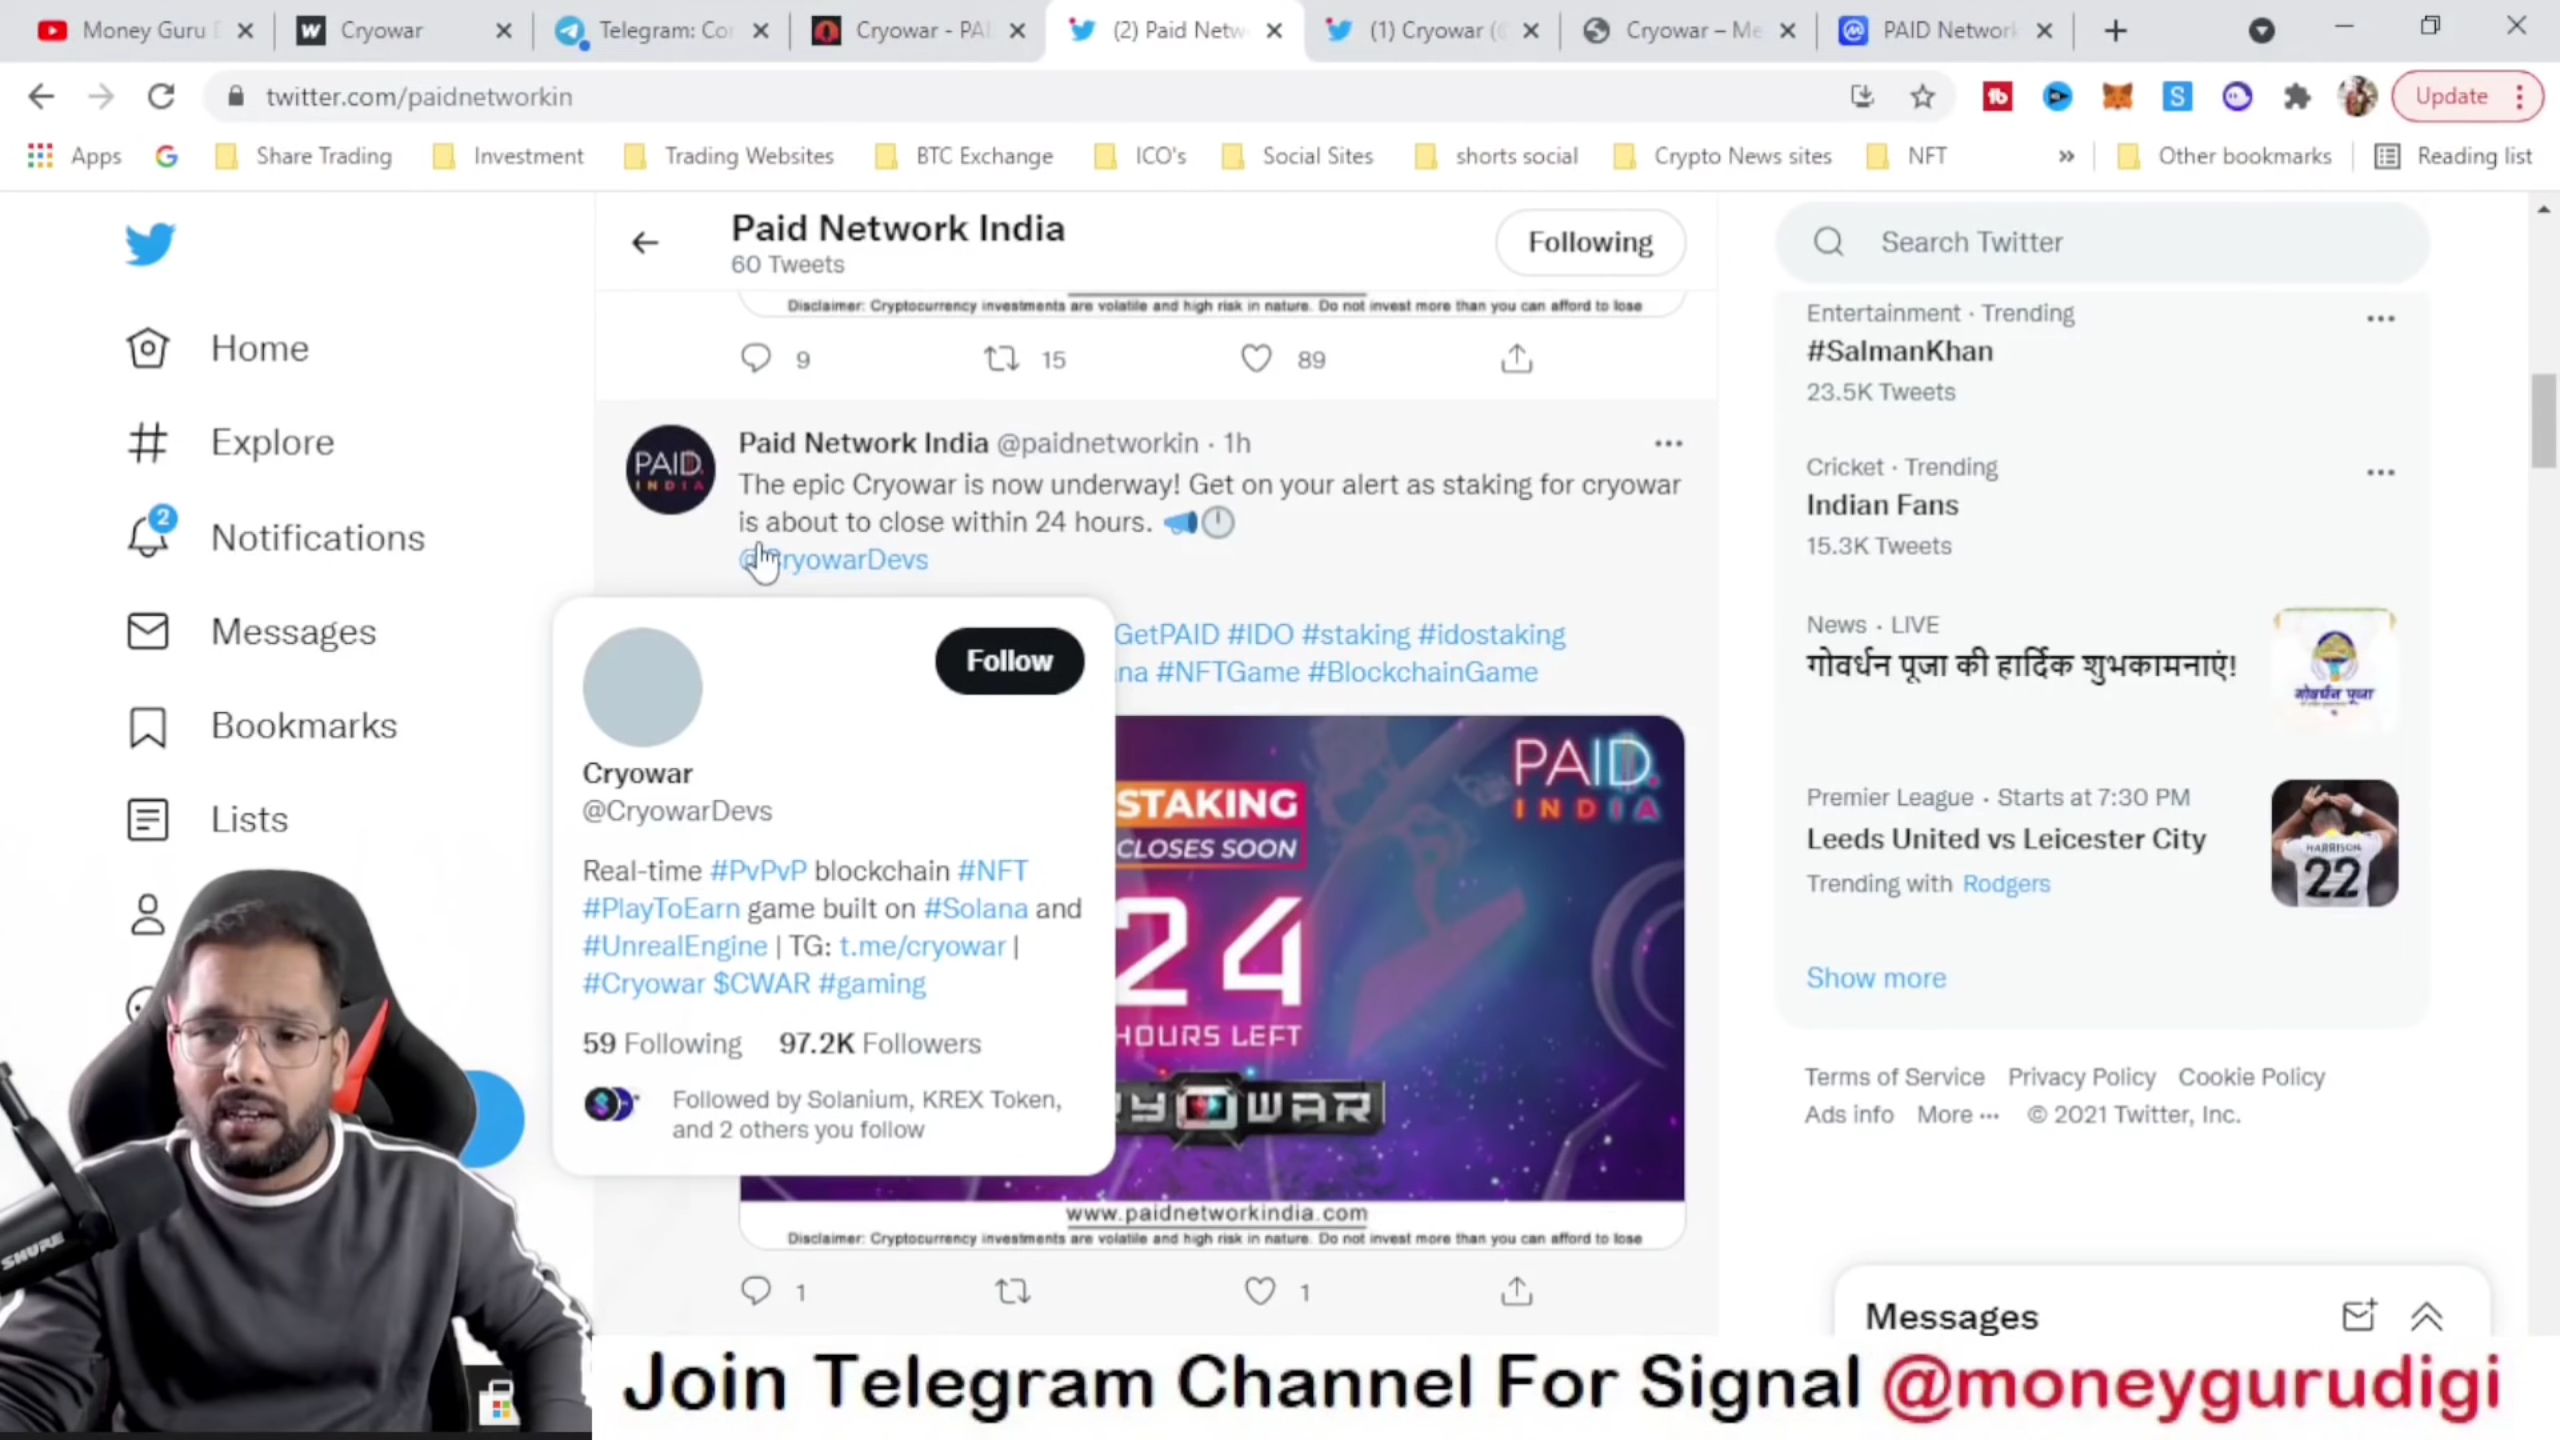 Money Guru
Cryowar
Telegram: Cor
Cryowar - PAI
(2) Paid Netw
(1) Cryowar (
Cryowar – Me
PAID Network
twitter.com/paidnetworkin
Update
Apps
Share Trading
Investment
Trading Websites
BTC Exchange
ICO's
Social Sites
shorts social
Crypto News sites
NFT
Other bookmarks
Reading list
Home
Explore
2
Notifications
Messages
Bookmarks
Lists
Paid Network India
60 Tweets
Following
Disclaimer: Cryptocurrency investments are volatile and high risk in nature. Do not invest more than you can afford to lose
9 15 89
PAID
INDIA
Paid Network India @paidnetworkin · 1h
The epic Cryowar is now underway! Get on your alert as staking for cryowar
is about to close within 24 hours.
@CryowarDevs
GetPAID #IDO #staking #idostaking
na #NFTGame #BlockchainGame
Follow
Cryowar
@CryowarDevs
Real-time #PvPvP blockchain #NFT
#PlayToEarn game built on #Solana and
#UnrealEngine | TG: t.me/cryowar |
#Cryowar $CWAR #gaming
59 Following 97.2K Followers
Followed by Solanium, KREX Token,
and 2 others you follow
PAID
INDIA
STAKING
CLOSES SOON
24
HOURS LEFT
RYOWAR
www.paidnetworkindia.com
Disclaimer: Cryptocurrency investments are volatile and high risk in nature. Do not invest more than you can afford to lose
1 1
Search Twitter
Entertainment · Trending
#SalmanKhan
23.5K Tweets
Cricket · Trending
Indian Fans
15.3K Tweets
News · LIVE
गोवर्धन पूजा की हार्दिक शुभकामनाएं!
गोवर्धन पूजा
Premier League · Starts at 7:30 PM
Leeds United vs Leicester City
Trending with Rodgers
HARRISON
22
Show more
Terms of Service Privacy Policy Cookie Policy
Ads info More ··· © 2021 Twitter, Inc.
Messages
SHURE
Join Telegram Channel For Signal @moneygurudigi